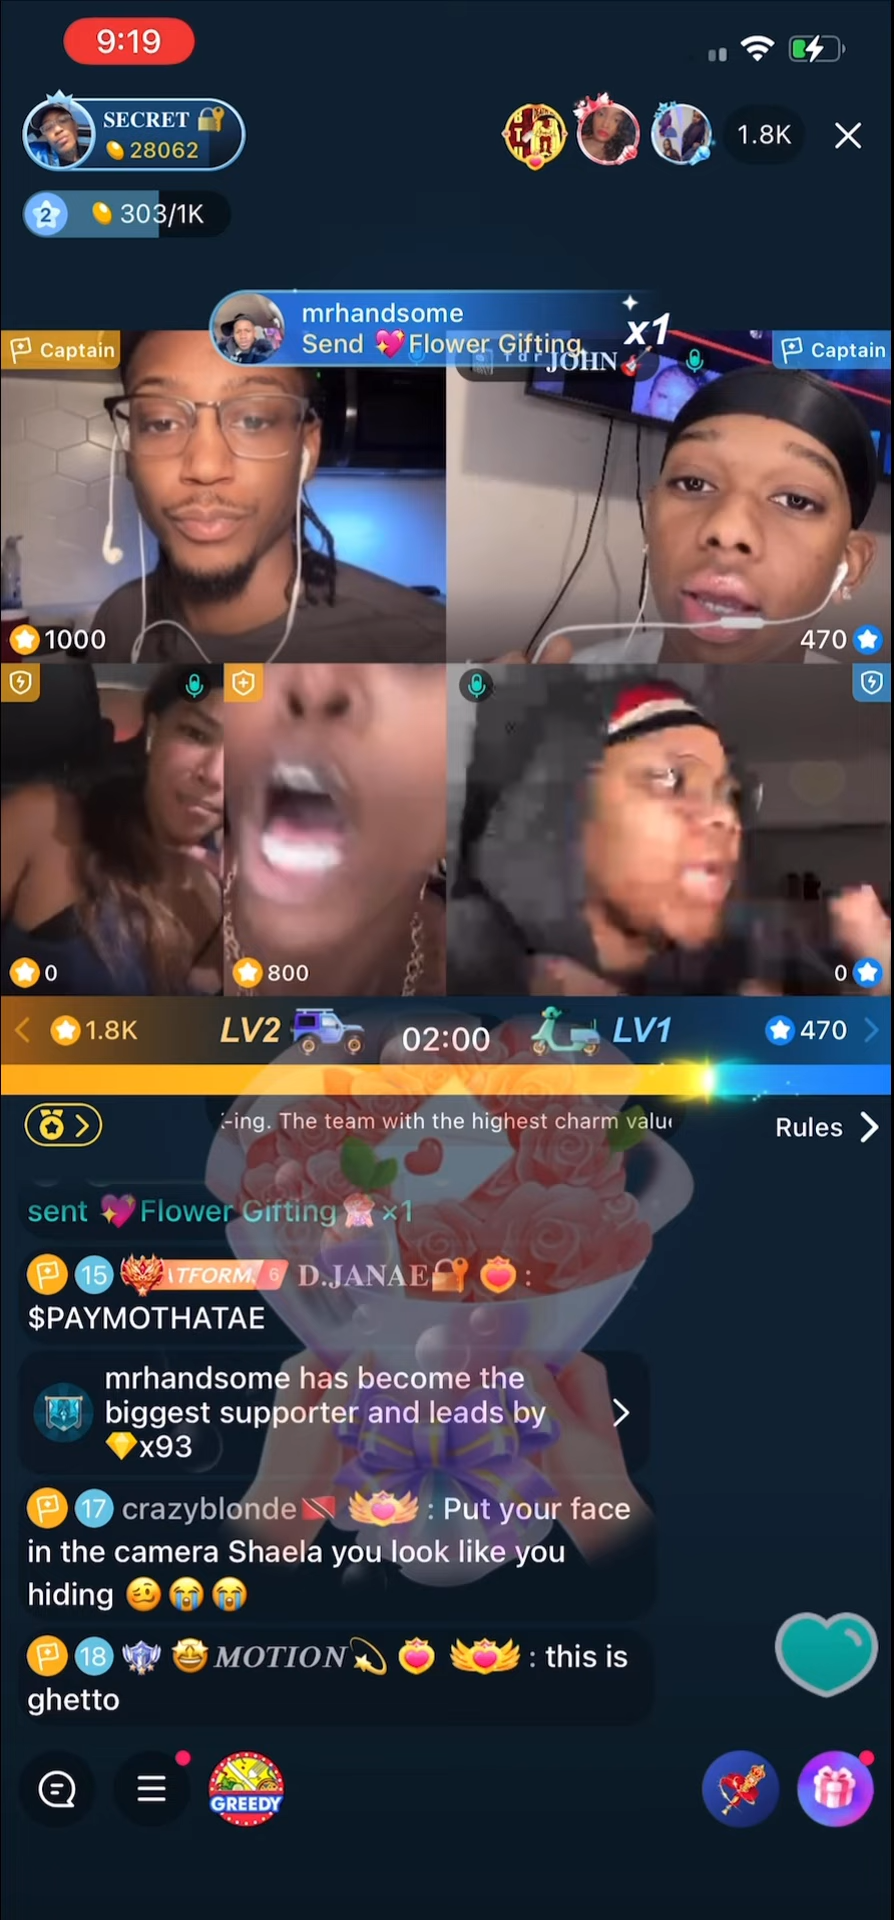 9:19
SECRET 🔐
28062
1.8K
2 303/1K
mrhandsome
Send 💖Flower Gifting x1
Captain
JOHN🎸
Captain
1000
470
0
800
0
1.8K LV2 02:00 LV1 470
-ing. The team with the highest charm valu
Rules
sent 💖Flower Gifting x1
15 ATFORM. 6 D.JANAE🔐 :
$PAYMOTHATAE
mrhandsome has become the
biggest supporter and leads by
x93
17 crazyblonde🇹🇹 : Put your face
in the camera Shaela you look like you
hiding 🥴😭😭
18 🤩MOTION💫 : this is
ghetto
GREEDY